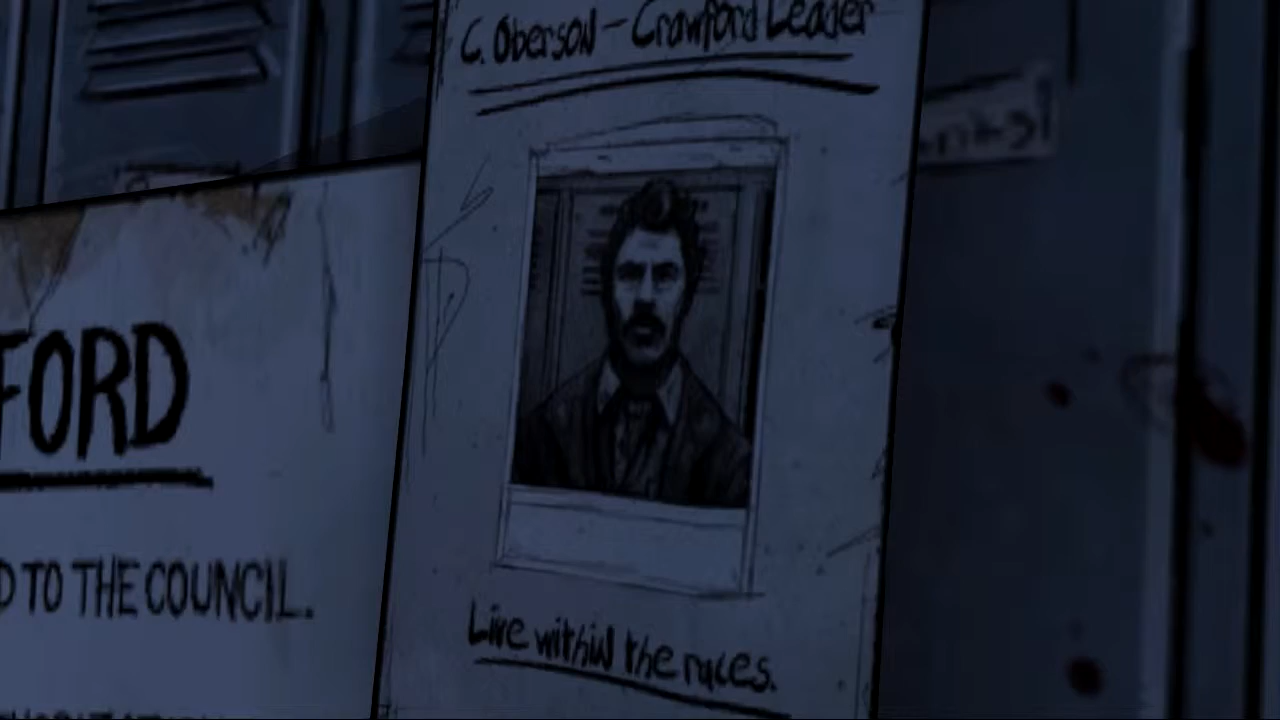 C. Oberson - Crawford Leader
FORD
D TO THE COUNCIL.
Live within the rules.